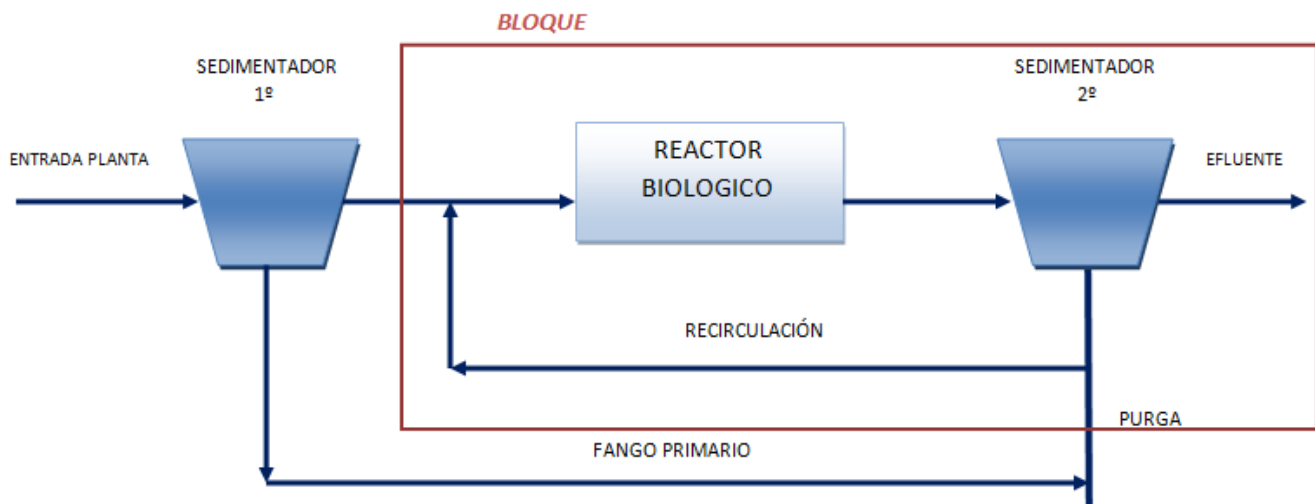 BLOQUE
SEDIMENTADOR
1º
SEDIMENTADOR
2º
ENTRADA PLANTA
REACTOR
BIOLOGICO
EFLUENTE
RECIRCULACIÓN
PURGA
FANGO PRIMARIO